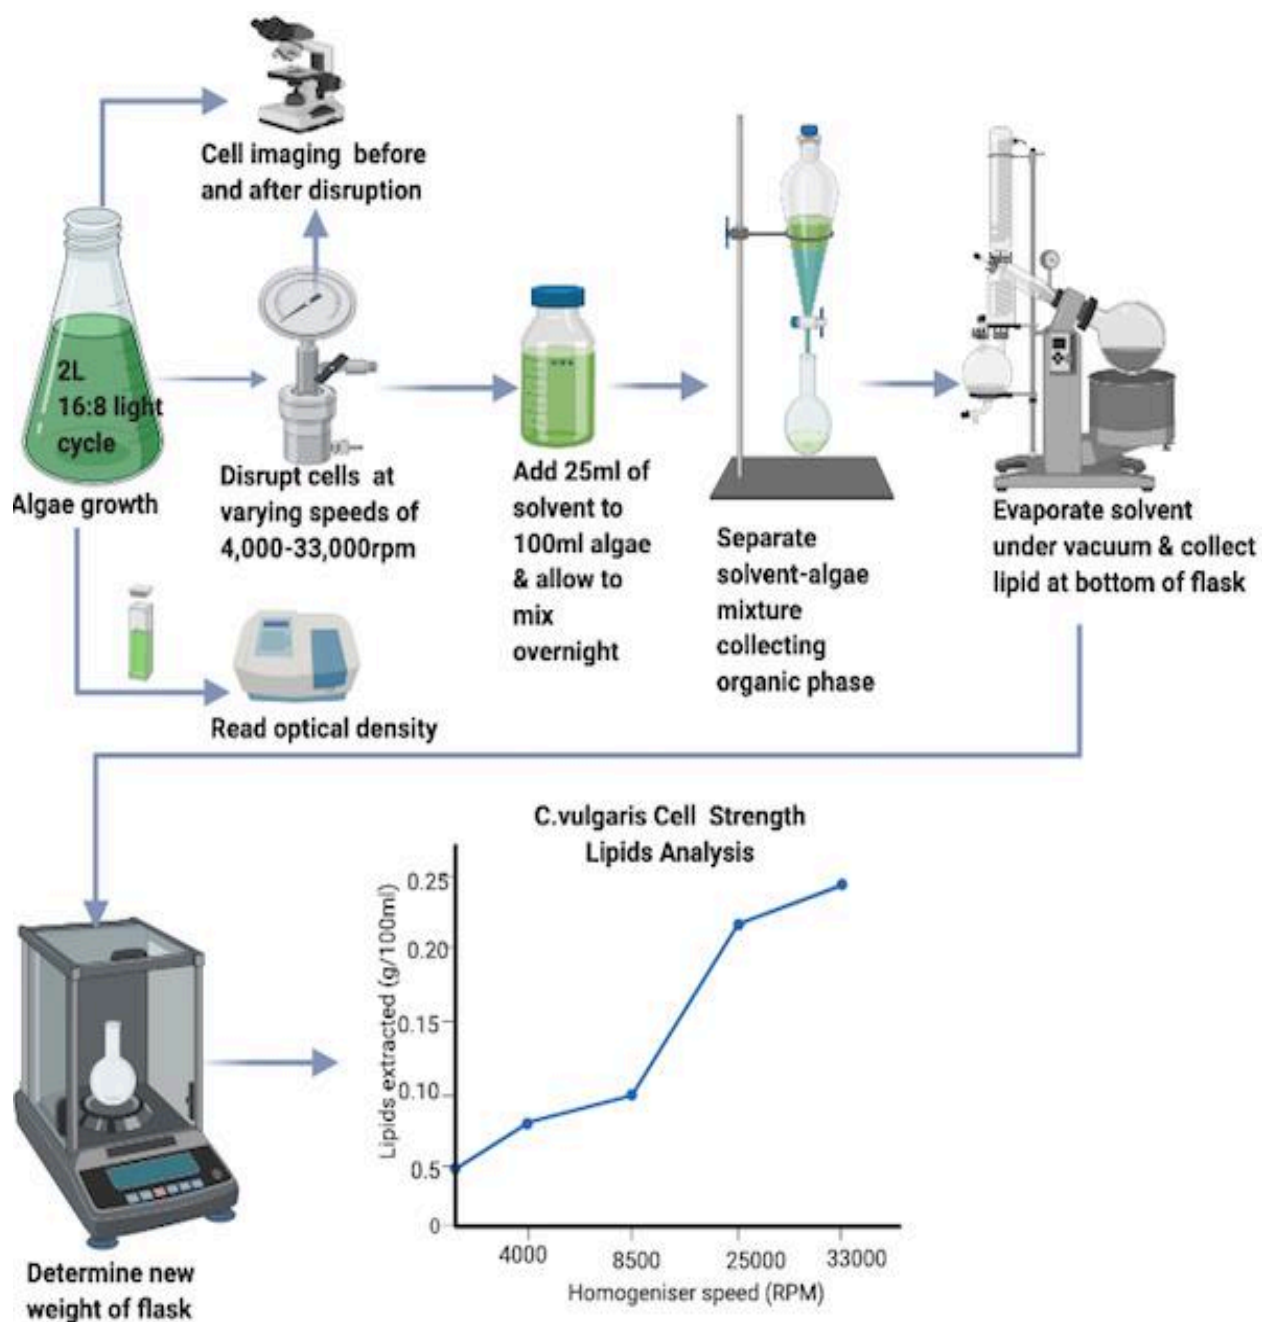 Cell imaging before
and after disruption
2L
16:8 light
cycle
Algae growth
Disrupt cells at
varying speeds of
4,000-33,000rpm
Add 25ml of
solvent to
100ml algae
& allow to
mix
overnight
Separate
solvent-algae
mixture
collecting
organic phase
Evaporate solvent
under vacuum & collect
lipid at bottom of flask
Read optical density
Determine new
weight of flask
C.vulgaris Cell Strength
Lipids Analysis
Lipids extracted (g/100ml)
0.25
0.20
0.15
0.10
0.5
0
4000 8500 25000 33000
Homogeniser speed (RPM)